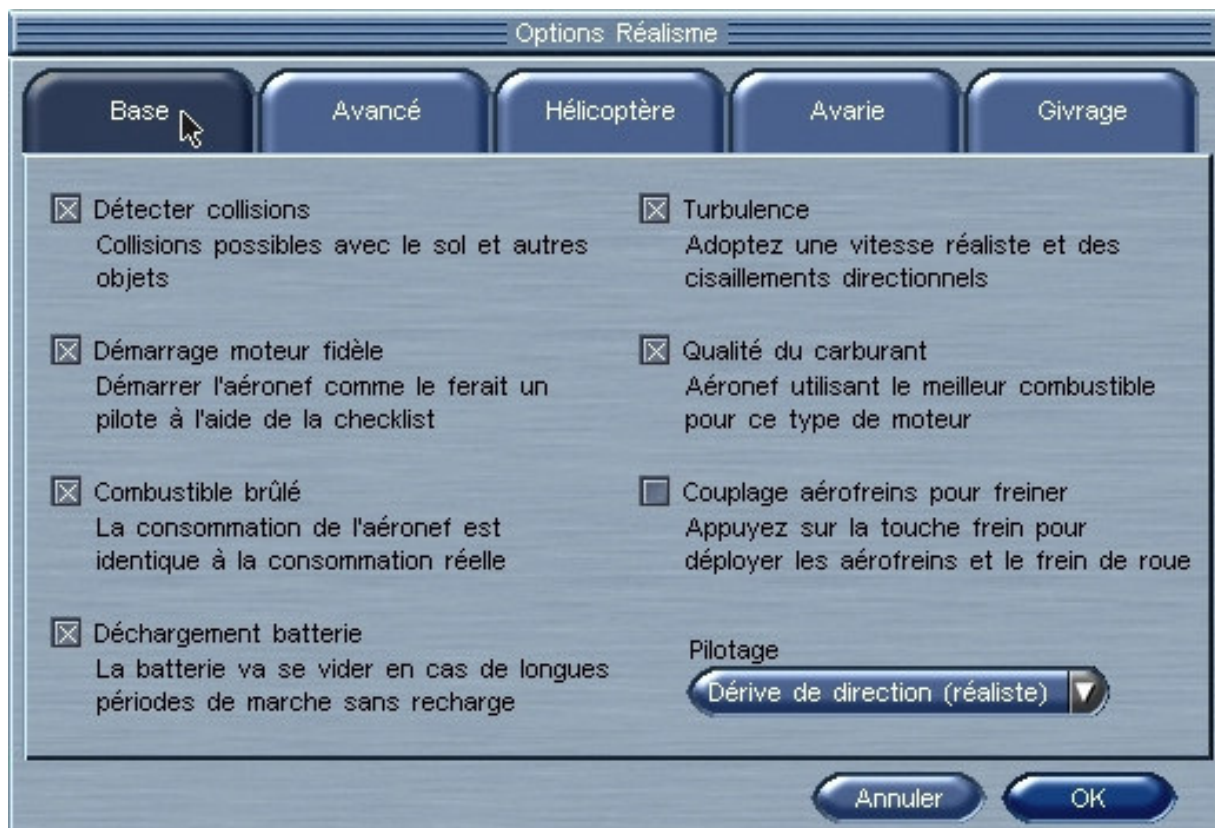 Options Réalisme
Base
Avancé
Hélicoptère
Avarie
Givrage
Détecter collisions
Collisions possibles avec le sol et autres
objets
Démarrage moteur fidèle
Démarrer l'aéronef comme le ferait un
pilote à l'aide de la checklist
Combustible brûlé
La consommation de l'aéronef est
identique à la consommation réelle
Déchargement batterie
La batterie va se vider en cas de longues
périodes de marche sans recharge
Turbulence
Adoptez une vitesse réaliste et des
cisaillements directionnels
Qualité du carburant
Aéronef utilisant le meilleur combustible
pour ce type de moteur
Couplage aérofreins pour freiner
Appuyez sur la touche frein pour
déployer les aérofreins et le frein de roue
Pilotage
Dérive de direction (réaliste)
Annuler
OK